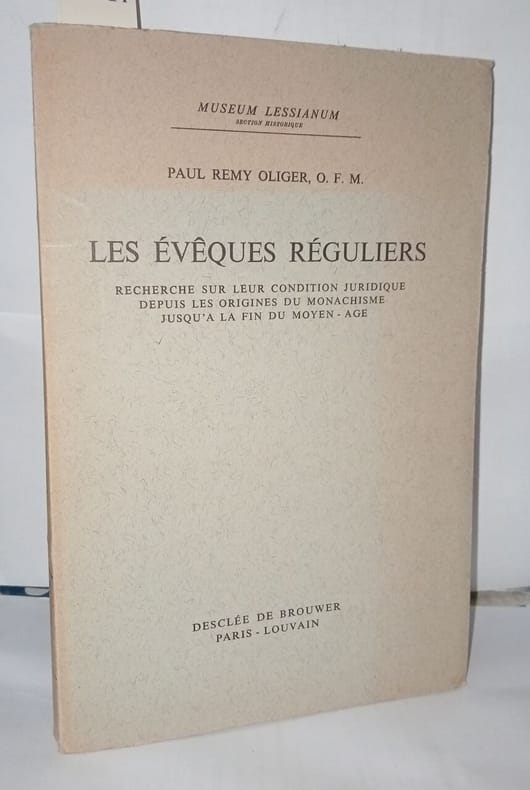 MUSEUM LESSIANUM
SECTION HISTORIQUE
PAUL REMY OLIGER, O. F. M.
LES ÉVÊQUES RÉGULIERS
RECHERCHE SUR LEUR CONDITION JURIDIQUE
DEPUIS LES ORIGINES DU MONACHISME
JUSQU'A LA FIN DU MOYEN - AGE
DESCLÉE DE BROUWER
PARIS - LOUVAIN